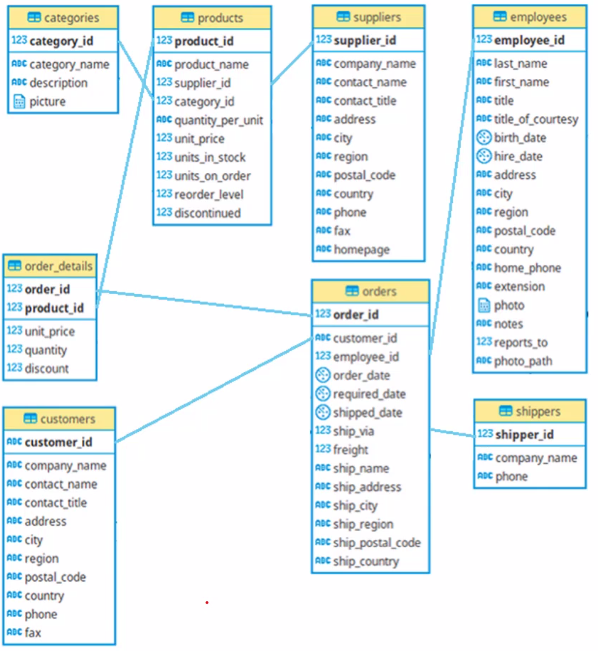 categories
123 category_id
ABC category_name
ABC description
picture
products
123 product_id
ABC product_name
123 supplier_id
123 category_id
ABC quantity_per_unit
123 unit_price
123 units_in_stock
123 units_on_order
123 reorder_level
123 discontinued
suppliers
123 supplier_id
ABC company_name
ABC contact_name
ABC contact_title
ABC address
ABC city
ABC region
ABC postal_code
ABC country
ABC phone
ABC fax
ABC homepage
employees
123 employee_id
ABC last_name
ABC first_name
ABC title
ABC title_of_courtesy
birth_date
hire_date
ABC address
ABC city
ABC region
ABC postal_code
ABC country
ABC home_phone
ABC extension
photo
ABC notes
123 reports_to
ABC photo_path
order_details
123 order_id
123 product_id
123 unit_price
123 quantity
123 discount
orders
123 order_id
ABC customer_id
123 employee_id
order_date
required_date
shipped_date
123 ship_via
123 freight
ABC ship_name
ABC ship_address
ABC ship_city
ABC ship_region
ABC ship_postal_code
ABC ship_country
customers
ABC customer_id
ABC company_name
ABC contact_name
ABC contact_title
ABC address
ABC city
ABC region
ABC postal_code
ABC country
ABC phone
ABC fax
shippers
123 shipper_id
ABC company_name
ABC phone